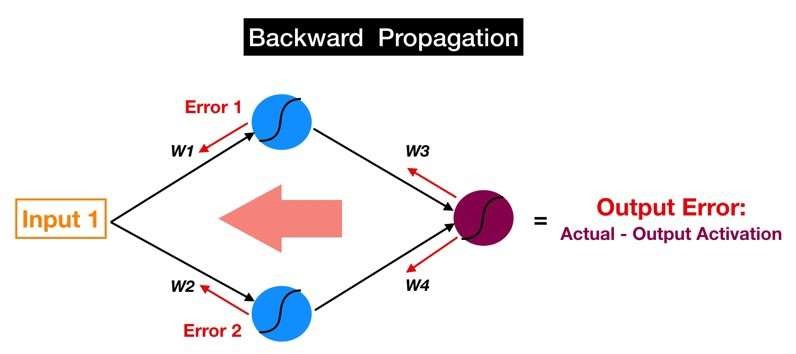 Backward Propagation
Error 1
W1
W3
Input 1
= Output Error:
Actual - Output Activation
W2
W4
Error 2